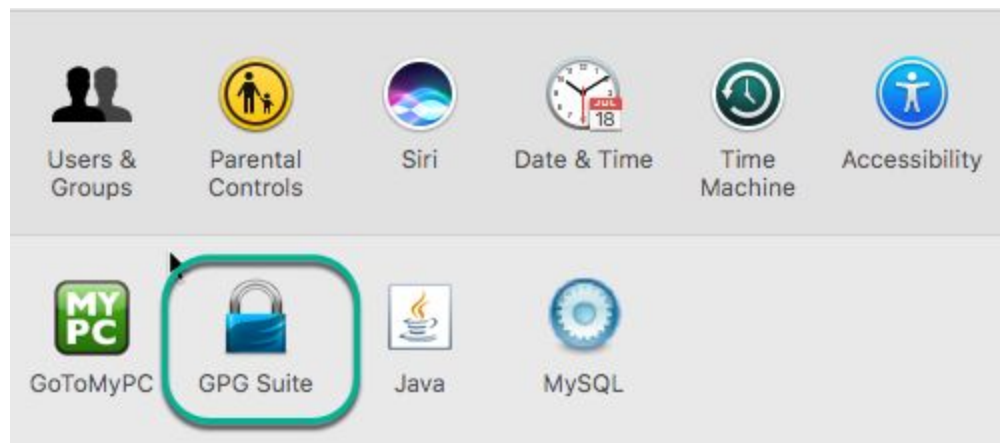 Users &
Groups
Parental
Controls
Siri
JUL
18
Date & Time
Time
Machine
Accessibility
MY
PC
GoToMyPC
GPG Suite
Java
MySQL